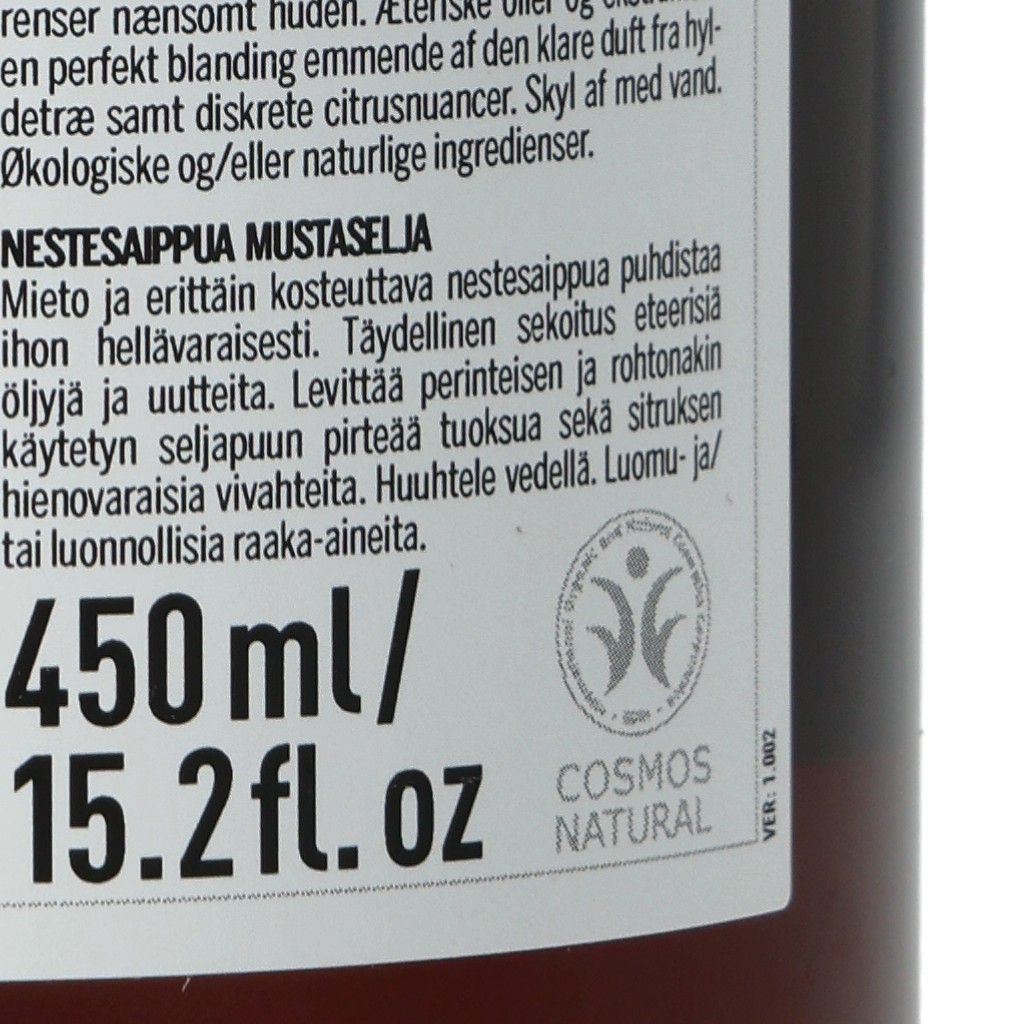 renser nænsomt huden. Æteriske olier og
en perfekt blanding emmende af den klare duft fra hyl-
detræ samt diskrete citrusnuancer. Skyl af med vand.
Økologiske og/eller naturlige ingredienser.
NESTESAIPPUA MUSTASELJA
Mieto ja erittäin kosteuttava nestesaippua puhdistaa
ihon hellävaraisesti. Täydellinen sekoitus eteerisiä
öljyjä ja uutteita. Levittää perinteisen ja rohtonakin
käytetyn seljapuun pirteää tuoksua sekä sitruksen
hienovaraisia vivahteita. Huuhtele vedellä. Luomu- ja/
tai luonnollisia raaka-aineita.
450 ml/
15.2 fl. oz
COSMOS
NATURAL
VER: 1.002